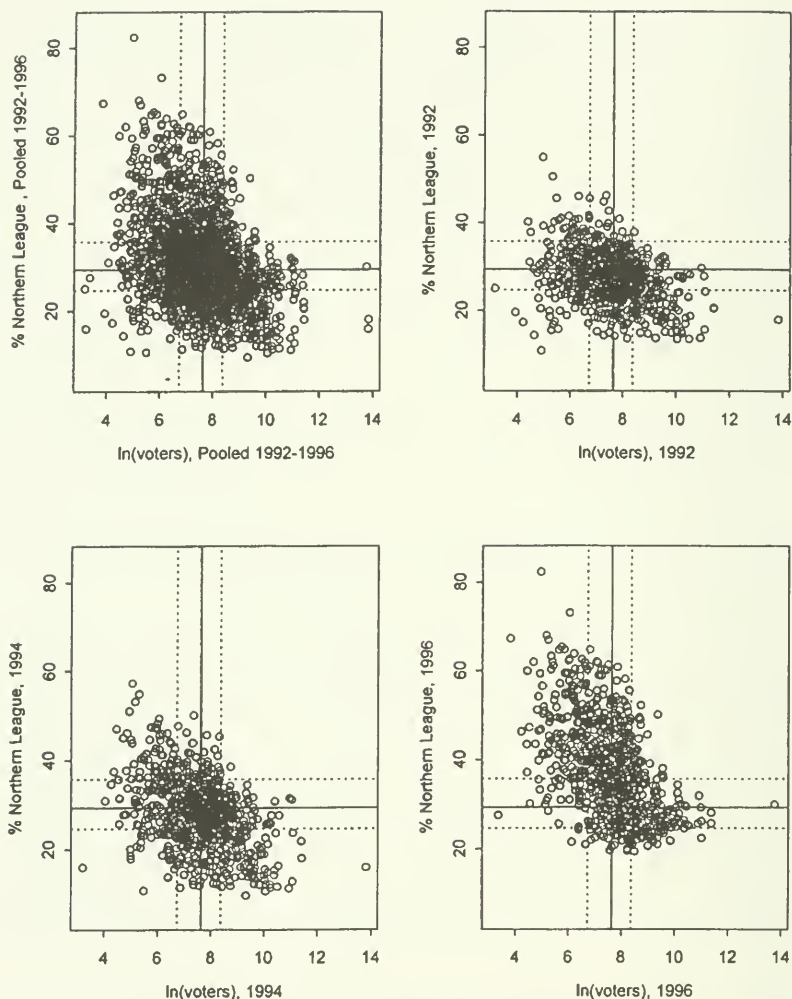 % Northern League , Pooled 1992-1996
80
60
40
20
4 6 8 10 12 14
ln(voters), Pooled 1992-1996
% Northern League, 1992
80
60
40
20
4 6 8 10 12 14
ln(voters), 1992
% Northern League, 1994
80
60
40
20
4 6 8 10 12 14
ln(voters), 1994
% Northern League, 1996
80
60
40
20
4 6 8 10 12 14
ln(voters), 1996